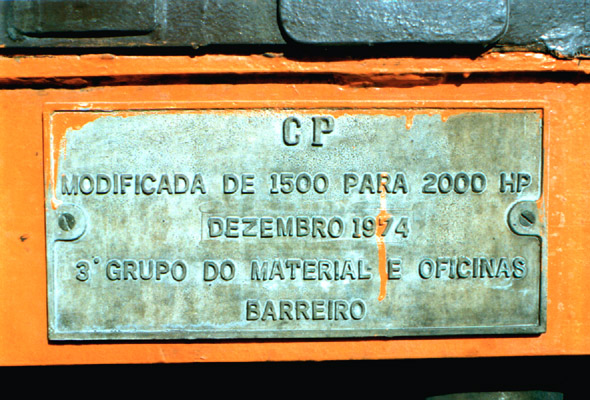 CP
MODIFICADA DE 1500 PARA 2000 HP
DEZEMBRO 1974
3° GRUPO DO MATERIAL E OFICINAS
BARREIRO